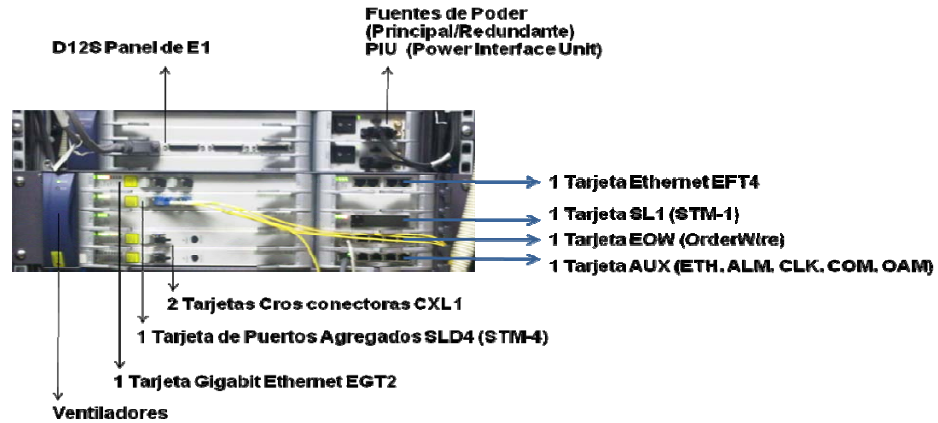 Fuentes de Poder
(Principal/Redundante)
D12S Panel de E1
PIU (Power Interface Unit)
1 Tarjeta Ethernet EFT4
1 Tarjeta SL1 (STM-1)
1 Tarjeta EOW (OrderWire)
1 Tarjeta AUX (ETH. ALM. CLK. COM. OAM)
2 Tarjetas Cros conectoras CXL1
1 Tarjeta de Puertos Agregados SLD4 (STM-4)
1 Tarjeta Gigabit Ethernet EGT2
Ventiladores